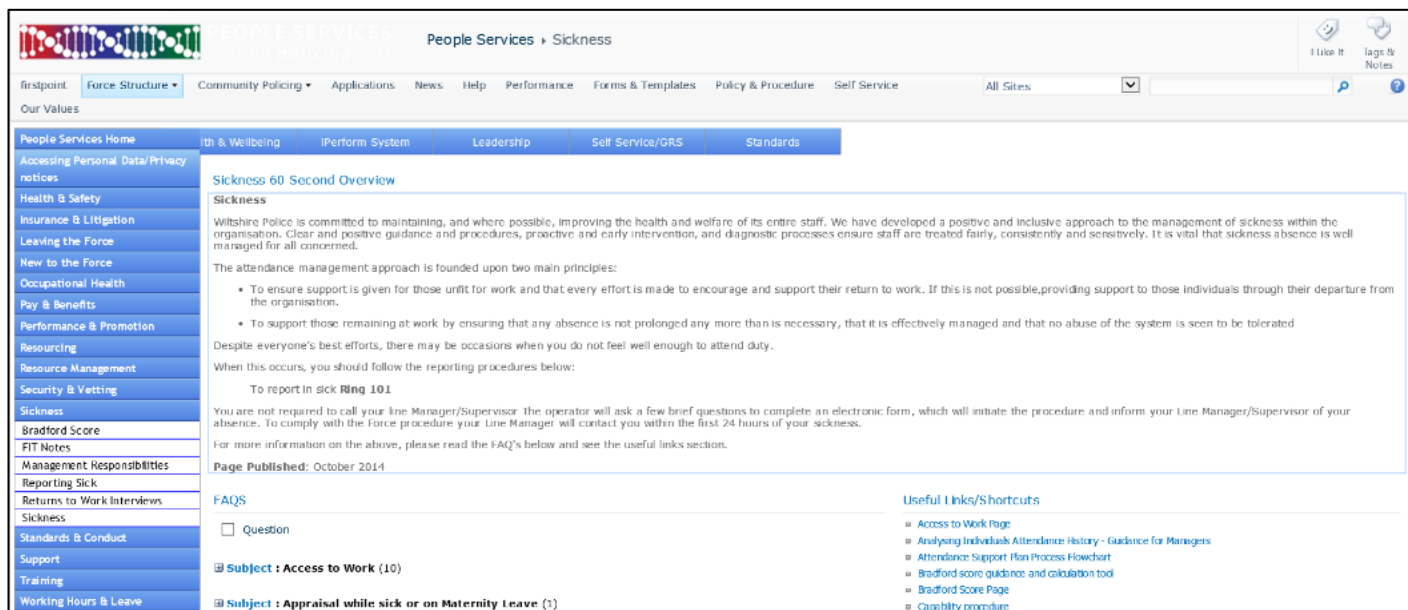 PEOPLE SERVICES
People Services › Sickness
I Like It
Tags &
Notes
firstpoint
Force Structure
Community Policing
Applications
News
Help
Performance
Forms & Templates
Policy & Procedure
Self Service
All Sites
Our Values
People Services Home
th & Wellbeing
iPerform System
Leadership
Self Service/GRS
Standards
Accessing Personal Data/Privacy
notices
Health & Safety
Insurance & Litigation
Leaving the Force
New to the Force
Occupational Health
Pay & Benefits
Performance & Promotion
Resourcing
Resource Management
Security & Vetting
Sickness
Bradford Score
FIT Notes
Management Responsibilities
Reporting Sick
Returns to Work Interviews
Sickness
Standards & Conduct
Support
Training
Working Hours & Leave
Sickness 60 Second Overview
Sickness
Wiltshire Police is committed to maintaining, and where possible, improving the health and welfare of its entire staff. We have developed a positive and inclusive approach to the management of sickness within the
organisation. Clear and positive guidance and procedures, proactive and early intervention, and diagnostic processes ensure staff are treated fairly, consistently and sensitively. It is vital that sickness absence is well
managed for all concerned.
The attendance management approach is founded upon two main principles:
• To ensure support is given for those unfit for work and that every effort is made to encourage and support their return to work. If this is not possible,providing support to those individuals through their departure from
the organisation.
• To support those remaining at work by ensuring that any absence is not prolonged any more than is necessary, that it is effectively managed and that no abuse of the system is seen to be tolerated
Despite everyone's best efforts, there may be occasions when you do not feel well enough to attend duty.
When this occurs, you should follow the reporting procedures below:
To report in sick Ring 101
You are not required to call your line Manager/Supervisor The operator will ask a few brief questions to complete an electronic form, which will initiate the procedure and inform your Line Manager/Supervisor of your
absence. To comply with the Force procedure your Line Manager will contact you within the first 24 hours of your sickness.
For more information on the above, please read the FAQ's below and see the useful links section.
Page Published: October 2014
FAQS
Question
Subject : Access to Work (10)
Subject : Appraisal while sick or on Maternity Leave (1)
Useful Links/Shortcuts
Access to Work Page
Analysing Individuals Attendance History - Guidance for Managers
Attendance Support Plan Process Flowchart
Bradford score guidance and calculation tool
Bradford Score Page
Capability procedure